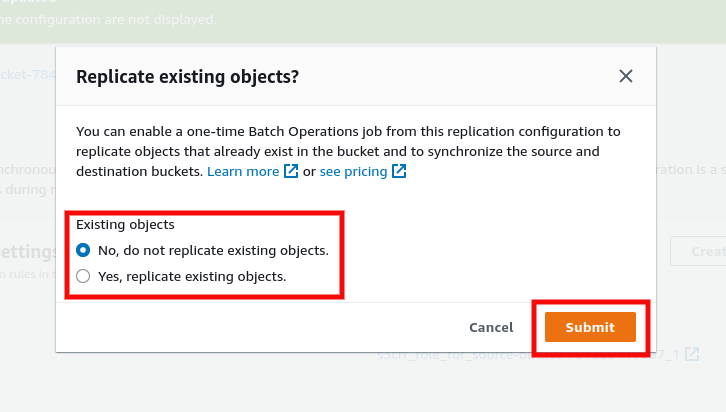 updated
ne configuration are not displayed.
cket-784
Replicate existing objects?
You can enable a one-time Batch Operations job from this replication configuration to
replicate objects that already exist in the bucket and to synchronize the source and
destination buckets. Learn more or see pricing
nchronou
ration is a s
s during
Existing objects
ettings
No, do not replicate existing objects.
Creat
n rules in t
Yes, replicate existing objects.
Cancel
Submit
s3crr_role_for_source-b
7_1